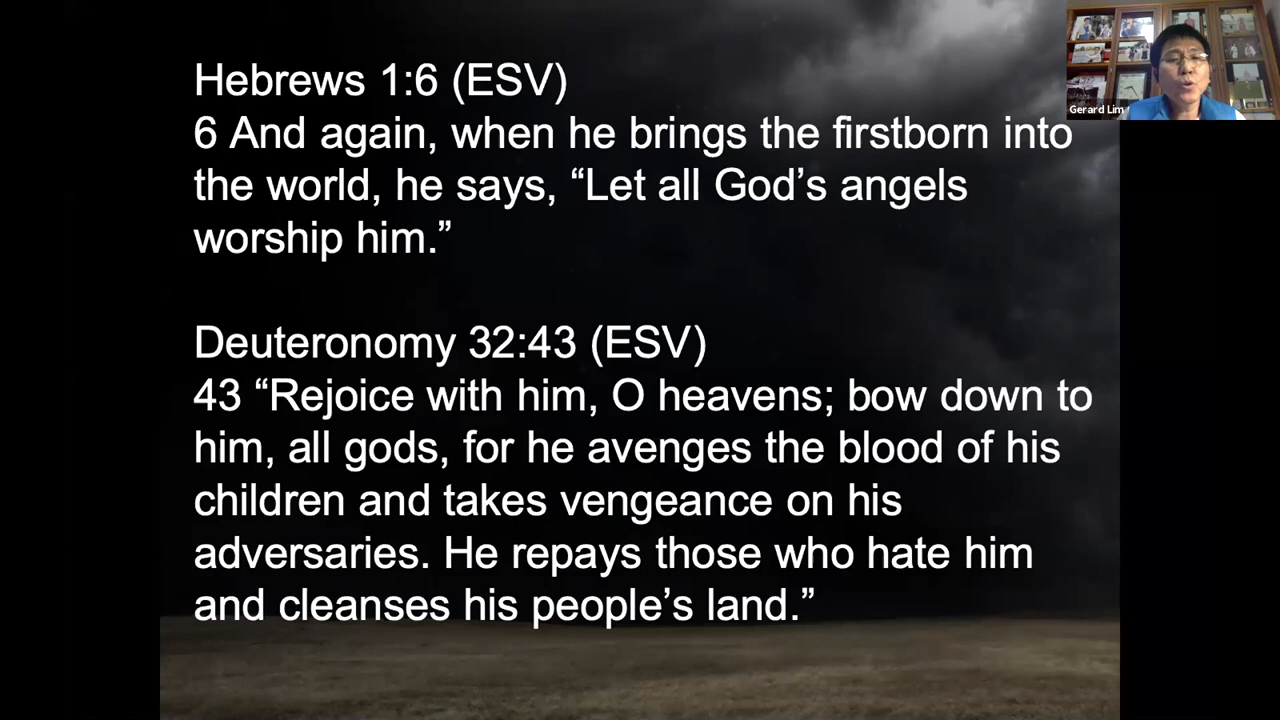 Hebrews 1:6 (ESV)
6 And again, when he brings the firstborn into
the world, he says, “Let all God’s angels
worship him.”
Deuteronomy 32:43 (ESV)
43 “Rejoice with him, O heavens; bow down to
him, all gods, for he avenges the blood of his
children and takes vengeance on his
adversaries. He repays those who hate him
and cleanses his people’s land.”
Gerard Lim